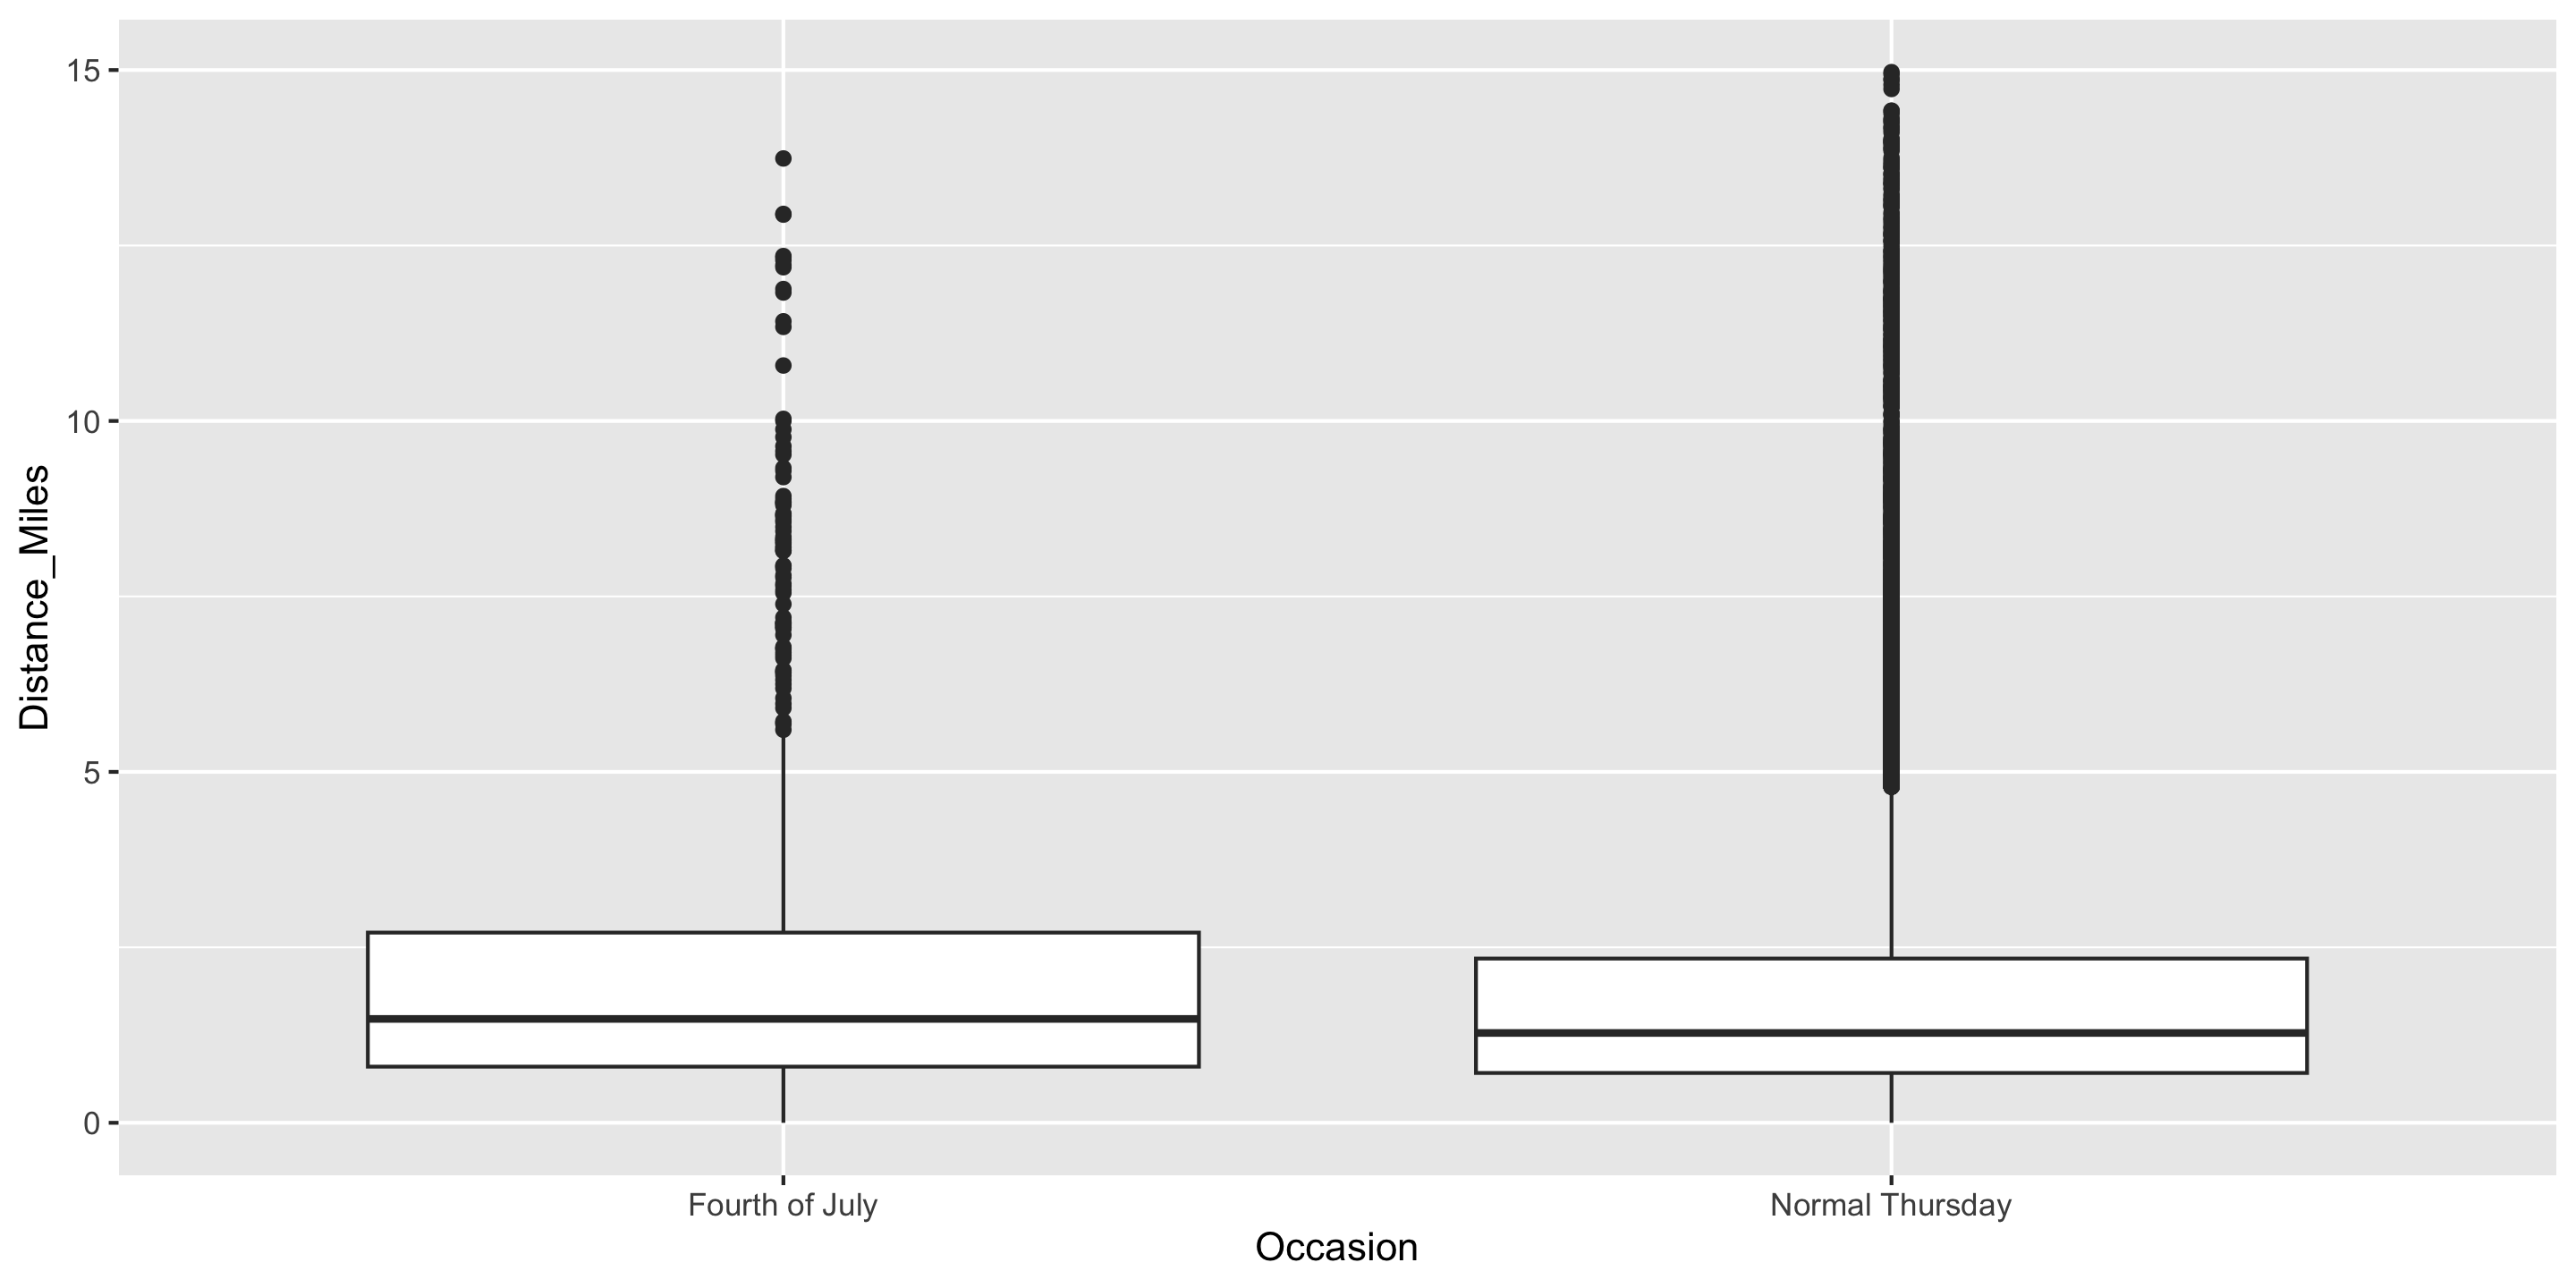 15
10
5
0
Distance_Miles
Fourth of July
Normal Thursday
Occasion